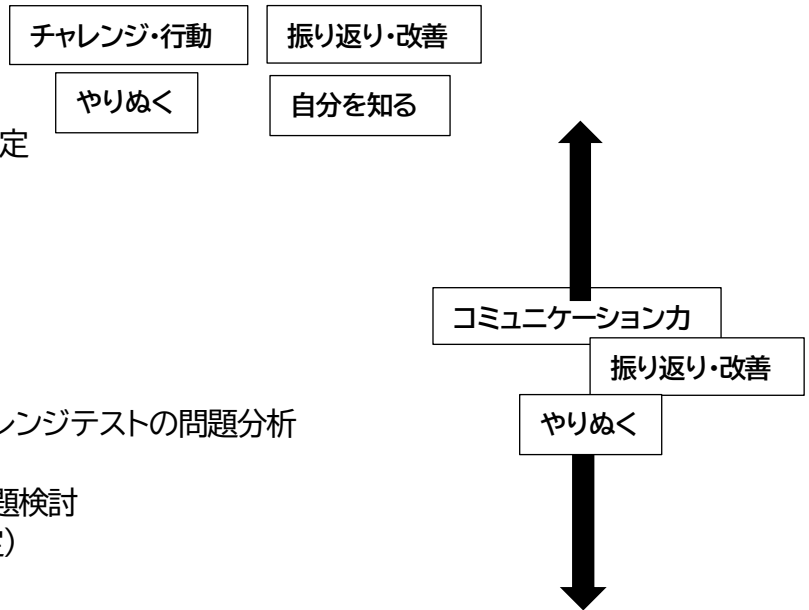 チャレンジ・行動 振り返り・改善
やりぬく 自分を知る
定
コミュニケーション力
振り返り・改善
レンジテストの問題分析 やりぬく
題検討